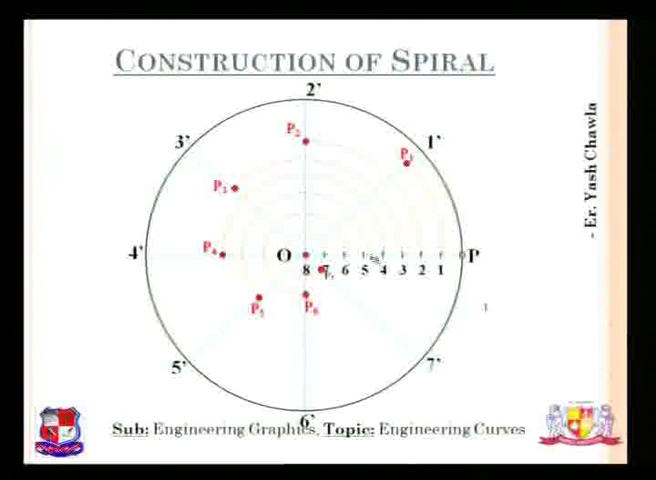 CONSTRUCTION OF SPIRAL
2'
3'
1'
P2
P1
P3
- Er. Yash Chawla
4'
P4
O
P
8 7 6 5 4 3 2 1
P5
P6
5'
7'
6'
Sub: Engineering Graphics, Topic: Engineering Curves